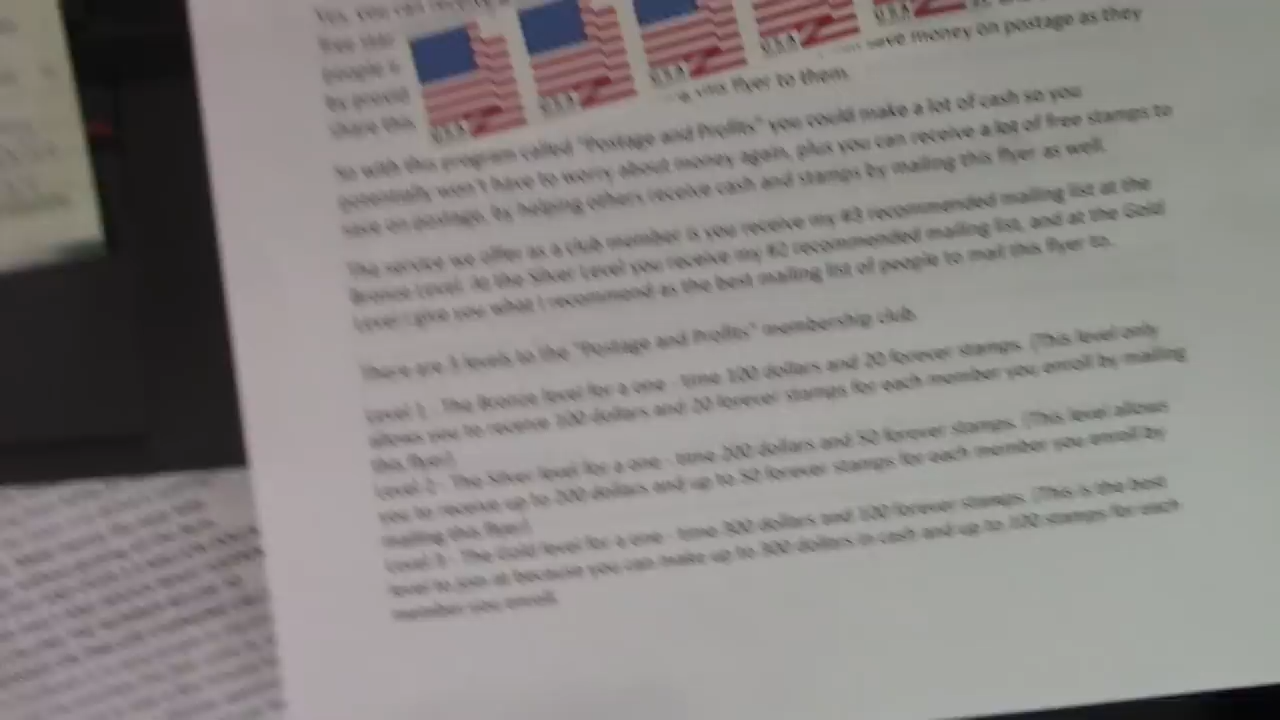 Yes, you can receive
free
people
by provid
share this
U.S.A U.S.A U.S.A U.S.A U.S.A
save money on postage as they
you flyer to them.
So with this program called "Postage and Profits" you could make a lot of cash so you
potentially won't have to worry about money again, plus you can receive a lot of free stamps to
save on postage, by helping others receive cash and stamps by mailing this flyer as well.
The service we offer as a club member is you receive my #3 recommended mailing list at the
Bronze Level. At the Silver Level you receive my #2 recommended mailing list, and at the Gold
Level I give you what I recommend as the best mailing list of people to mail this flyer to.
There are 3 levels to the "Postage and Profits" membership club.
Level 1 - The Bronze level for a one - time 100 dollars and 20 forever stamps. (This level only
allows you to receive 100 dollars and 20 forever stamps for each member you enroll by mailing
this flyer)
Level 2 - The Silver level for a one - time 200 dollars and 50 forever stamps. (This level allows
you to receive up to 200 dollars and up to 50 forever stamps for each member you enroll by
mailing this flyer)
Level 3 - The Gold level for a one - time 300 dollars and 100 forever stamps. (This is the best
level to join at because you can make up to 300 dollars in cash and up to 100 stamps for each
member you enroll.